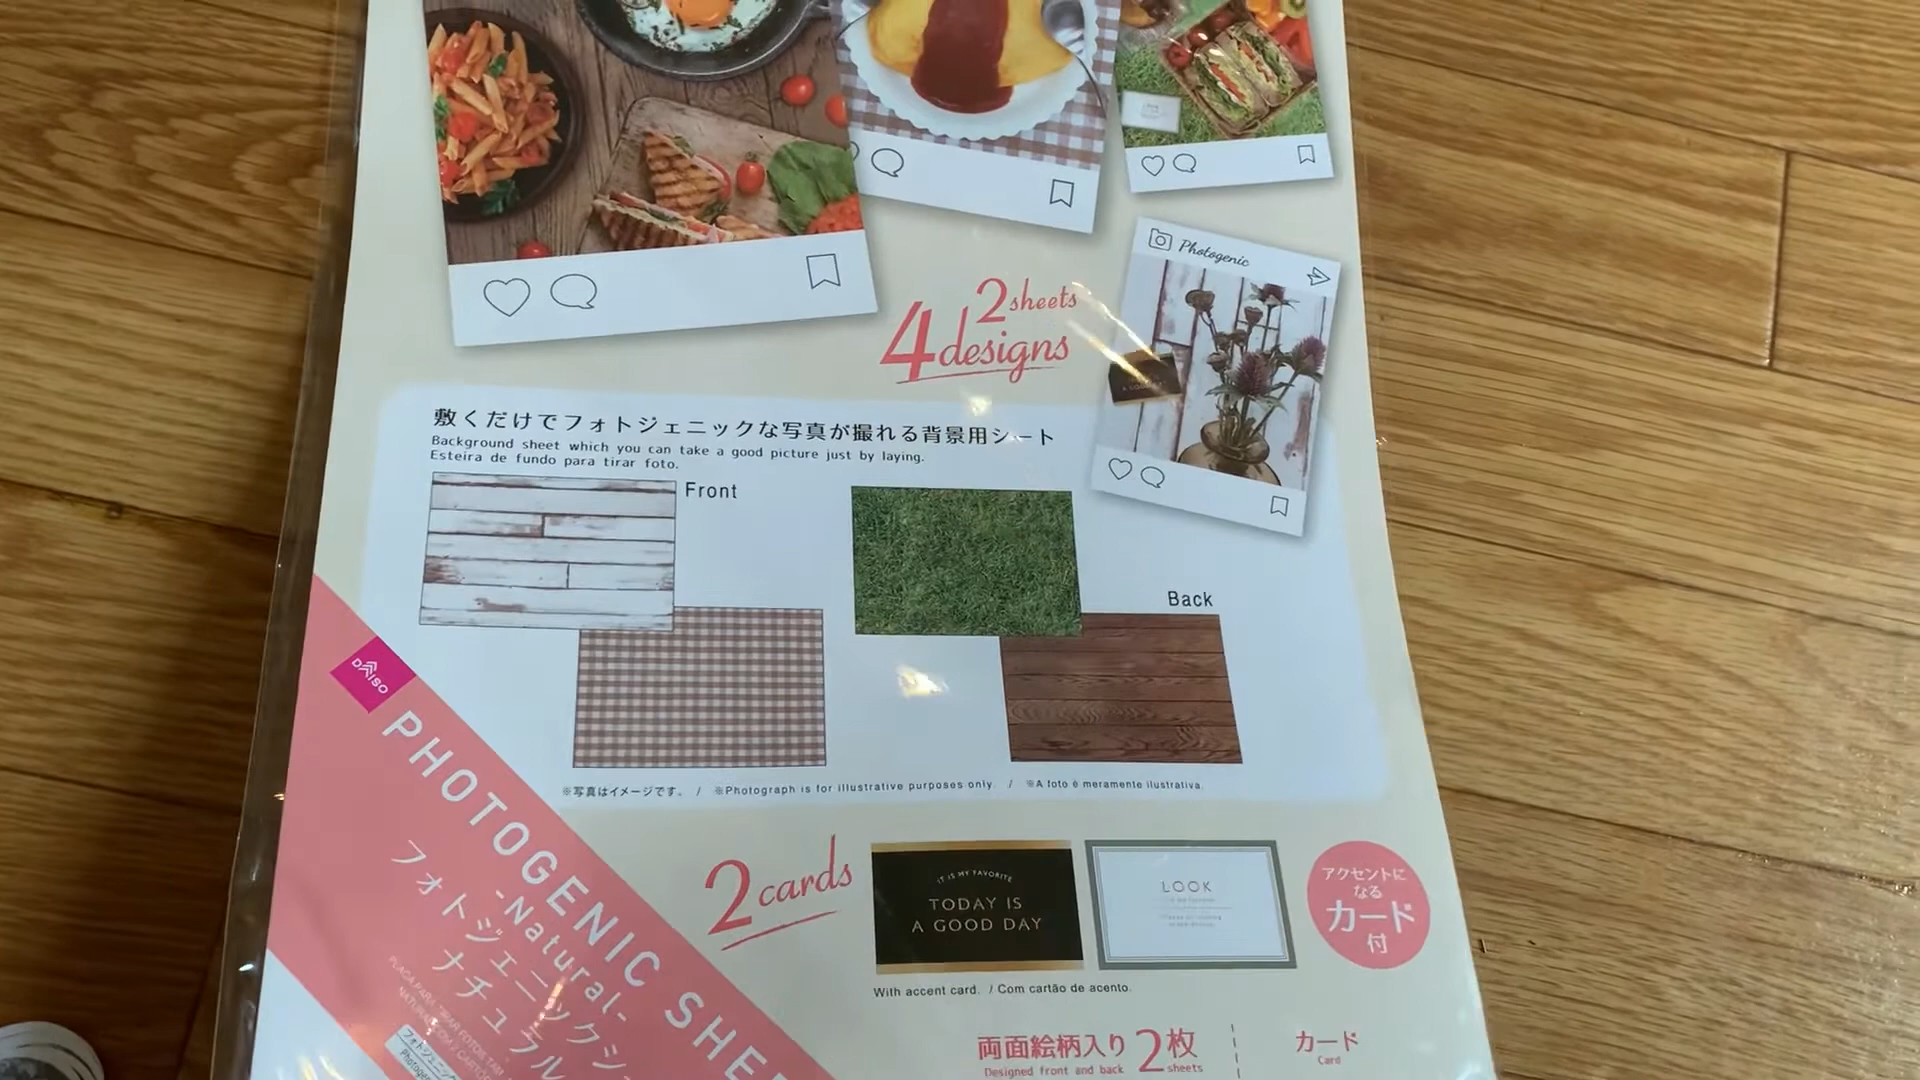 Photogenic
2 sheets
4 designs
敷くだけでフォトジェニックな写真が撮れる背景用シート
Background sheet which you can take a good picture just by laying.
Esteira de fundo para tirar foto.
Front
Back
※写真はイメージです。 / ※Photograph is for illustrative purposes only. / ※A foto è meramente ilustrativa.
DAISO
PHOTOGENIC SHE
-Natural-
フォトジェニックシ
ナチュラル
2 cards
IT IS MY FAVORITE
TODAY IS
A GOOD DAY
LOOK
アクセントに
なる
カード
付
With accent card. / Com cartão de acento.
両面絵柄入り 2枚
Designed front and back sheets
カード
Card